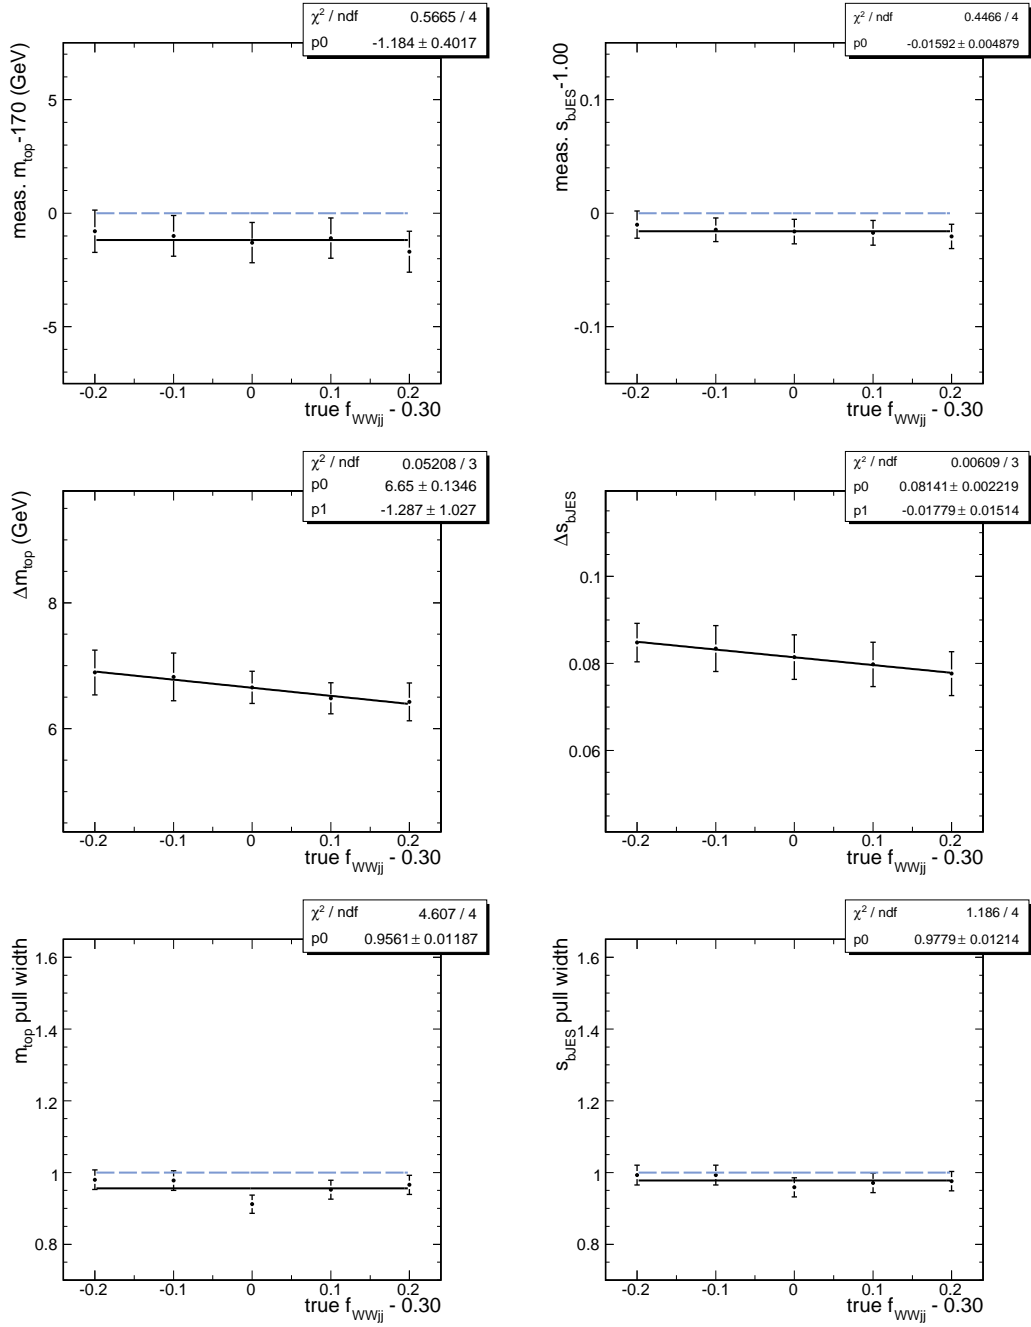 χ² / ndf 0.5665 / 4
p0 -1.184 ± 0.4017
meas. m_top-170 (GeV)
5
0
-5
-0.2 -0.1 0 0.1 0.2
true f_WWjj - 0.30
χ² / ndf 0.4466 / 4
p0 -0.01592 ± 0.004879
meas. s_bJES-1.00
0.1
0
-0.1
-0.2 -0.1 0 0.1 0.2
true f_WWjj - 0.30
χ² / ndf 0.05208 / 3
p0 6.65 ± 0.1346
p1 -1.287 ± 1.027
Δm_top (GeV)
8
6
-0.2 -0.1 0 0.1 0.2
true f_WWjj - 0.30
χ² / ndf 0.00609 / 3
p0 0.08141 ± 0.002219
p1 -0.01779 ± 0.01514
Δs_bJES
0.1
0.08
0.06
-0.2 -0.1 0 0.1 0.2
true f_WWjj - 0.30
χ² / ndf 4.607 / 4
p0 0.9561 ± 0.01187
m_top pull width
1.6
1.4
1.2
1
0.8
-0.2 -0.1 0 0.1 0.2
true f_WWjj - 0.30
χ² / ndf 1.186 / 4
p0 0.9779 ± 0.01214
s_bJES pull width
1.6
1.4
1.2
1
0.8
-0.2 -0.1 0 0.1 0.2
true f_WWjj - 0.30